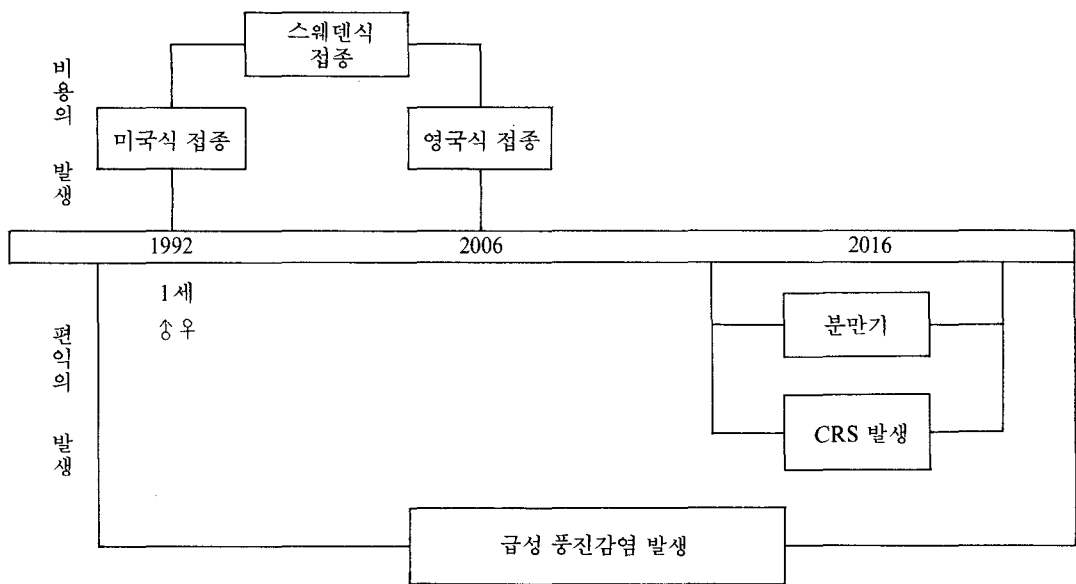 스웨덴식
접종
비용의 발생
미국식 접종
영국식 접종
1992
2006
2016
1세
♂♀
편익의 발생
분만기
CRS 발생
급성 풍진감염 발생